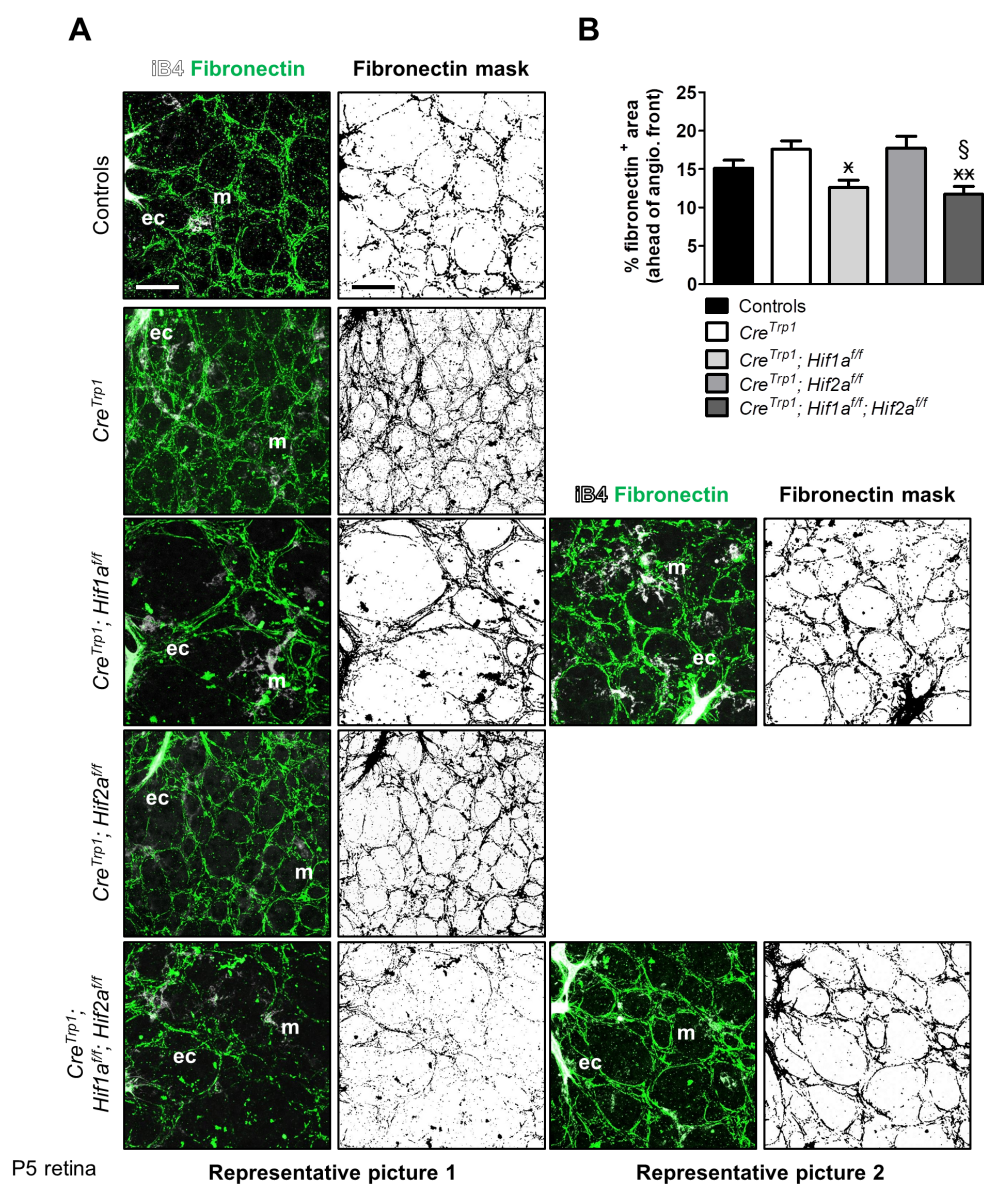 A
iB4 Fibronectin
Fibronectin mask
Controls
ec
m
Cre^Trp1
ec
m
Cre^Trp1; Hif1a^f/f
ec
m
Cre^Trp1; Hif2a^f/f
ec
m
Cre^Trp1;
Hif1a^f/f; Hif2a^f/f
ec
m
P5 retina
Representative picture 1
B
% fibronectin + area
(ahead of angio. front)
25
20
15
10
5
0
*
§
**
Controls
Cre^Trp1
Cre^Trp1; Hif1a^f/f
Cre^Trp1; Hif2a^f/f
Cre^Trp1; Hif1a^f/f; Hif2a^f/f
iB4 Fibronectin
Fibronectin mask
m
ec
m
ec
Representative picture 2